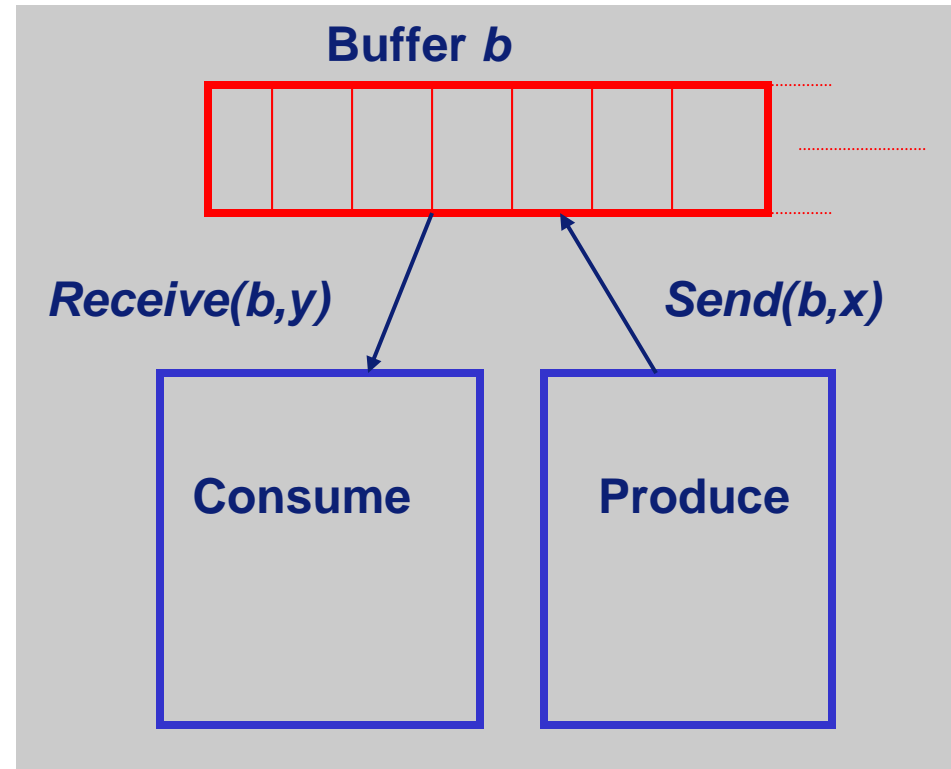 Buffer b
Receive(b,y)
Send(b,x)
Consume
Produce